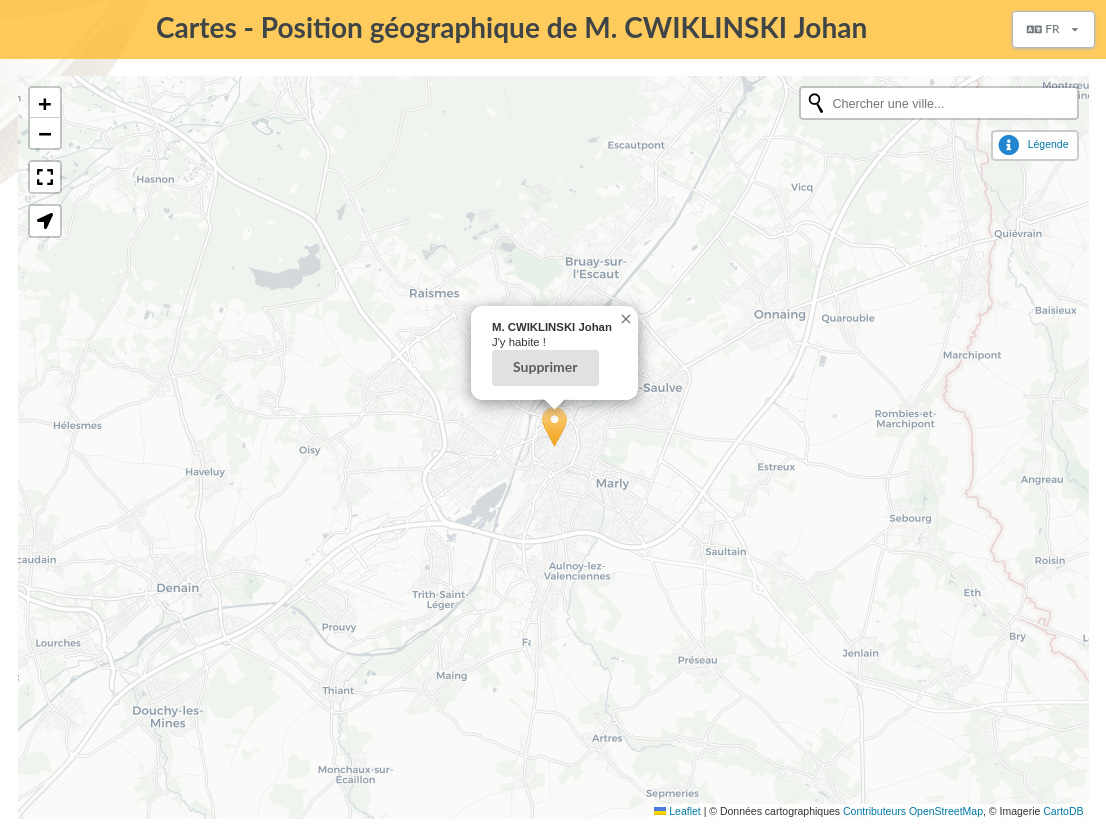 Cartes - Position géographique de M. CWIKLINSKI Johan
FR
+
−
Chercher une ville...
Légende
Escautpont
Hasnon
Vicq
Quiévrain
Bruay-sur-
l'Escaut
Raismes
Onnaing
Quarouble
Baisieux
M. CWIKLINSKI Johan
×
J'y habite !
Supprimer
Marchipont
-Saulve
Rombies-et-
Marchipont
Hélesmes
Oisy
Haveluy
Estreux
Marly
Angreau
Sebourg
Saultain
caudain
Roisin
Aulnoy-lez-
Valenciennes
Denain
Trith-Saint-
Léger
Eth
Prouvy
Bry
Lourches
Jenlain
Préseau
Maing
Thiant
Douchy-les-
Mines
Artres
Monchaux-sur-
Écaillon
Sepmeries
Leaflet | © Données cartographiques Contributeurs OpenStreetMap, © Imagerie CartoDB